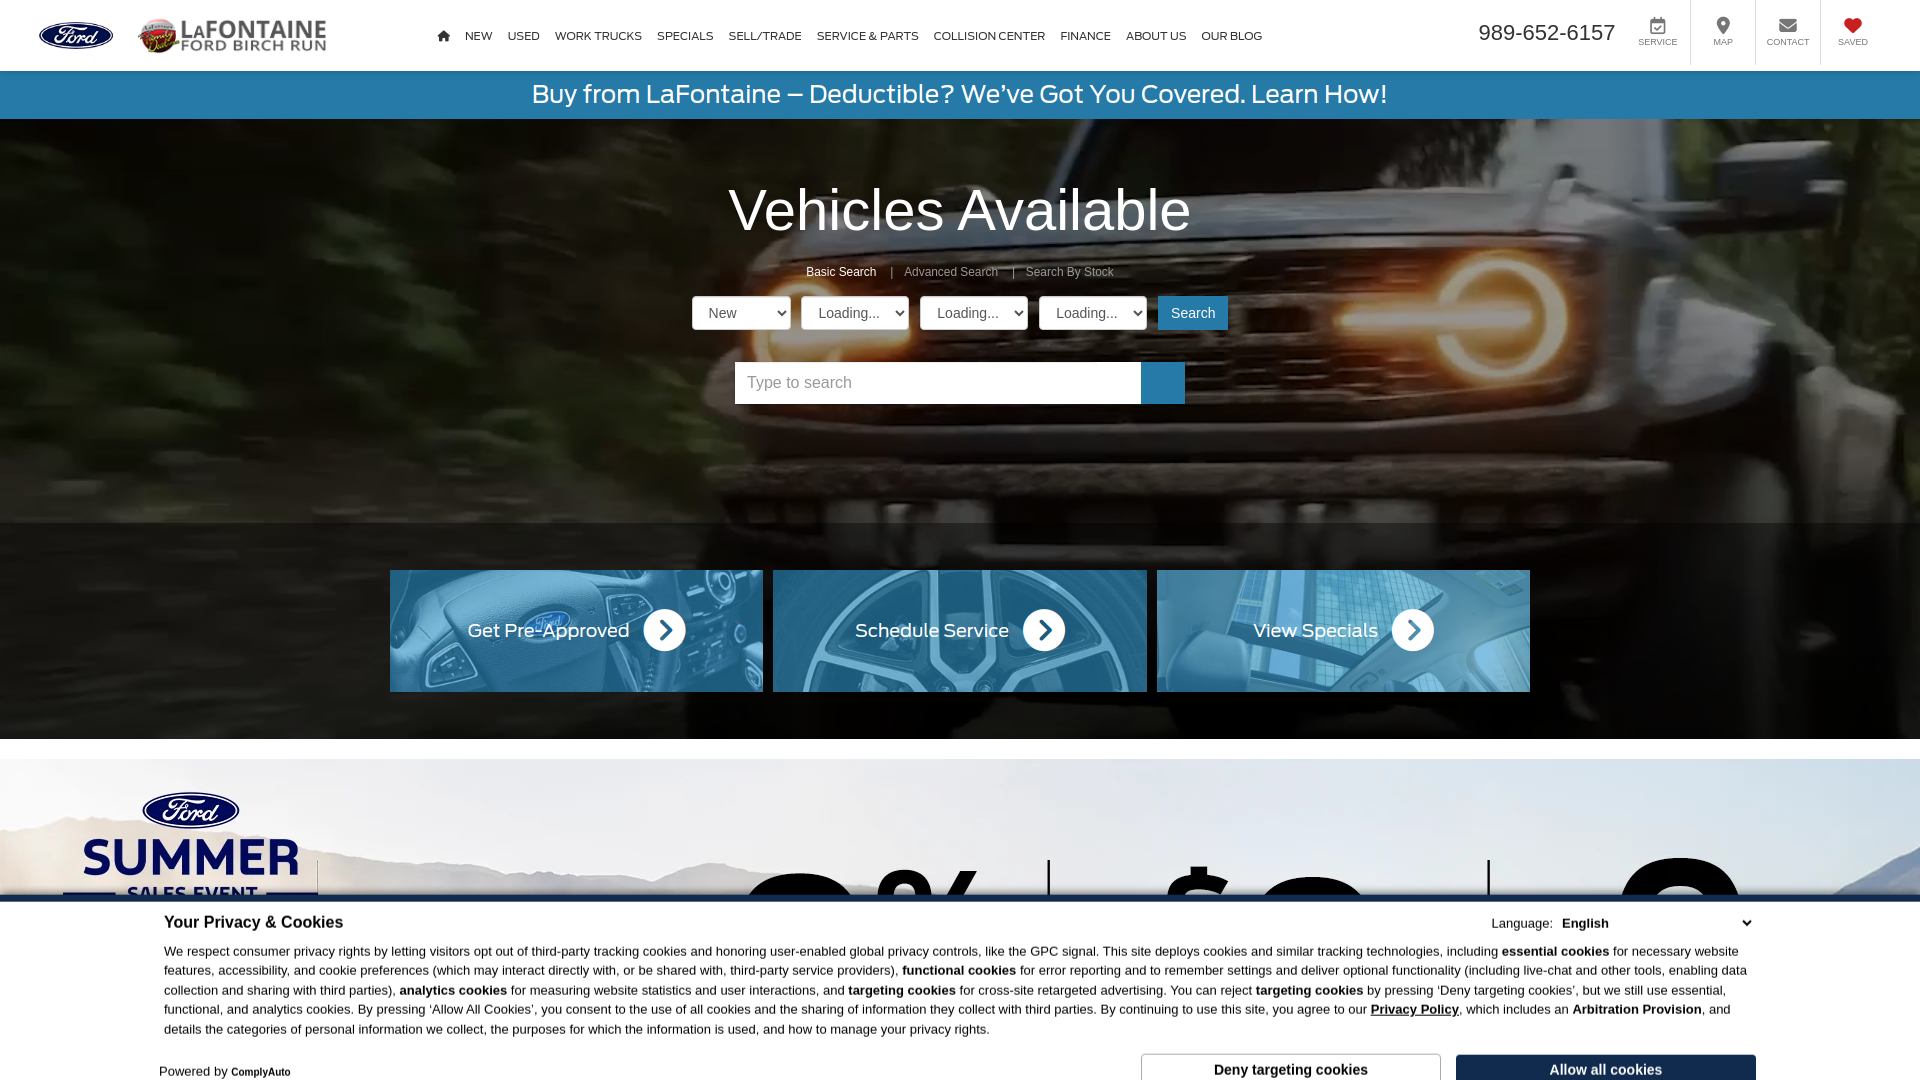 Ford
LaFONTAINE
FORD BIRCH RUN
NEW USED WORK TRUCKS SPECIALS SELL/TRADE SERVICE & PARTS COLLISION CENTER FINANCE ABOUT US OUR BLOG
989-652-6157
SERVICE MAP CONTACT SAVED
Buy from LaFontaine – Deductible? We’ve Got You Covered. Learn How!
Vehicles Available
Basic Search | Advanced Search | Search By Stock
New Loading... Loading... Loading... Search
Type to search
Get Pre-Approved
Schedule Service
View Specials
Ford
SUMMER
SALES EVENT
Your Privacy & Cookies
Language: English
We respect consumer privacy rights by letting visitors opt out of third-party tracking cookies and honoring user-enabled global privacy controls, like the GPC signal. This site deploys cookies and similar tracking technologies, including essential cookies for necessary website
features, accessibility, and cookie preferences (which may interact directly with, or be shared with, third-party service providers), functional cookies for error reporting and to remember settings and deliver optional functionality (including live-chat and other tools, enabling data
collection and sharing with third parties), analytics cookies for measuring website statistics and user interactions, and targeting cookies for cross-site retargeted advertising. You can reject targeting cookies by pressing ‘Deny targeting cookies’, but we still use essential,
functional, and analytics cookies. By pressing ‘Allow All Cookies’, you consent to the use of all cookies and the sharing of information they collect with third parties. By continuing to use this site, you agree to our Privacy Policy, which includes an Arbitration Provision, and
details the categories of personal information we collect, the purposes for which the information is used, and how to manage your privacy rights.
Powered by ComplyAuto
Deny targeting cookies
Allow all cookies